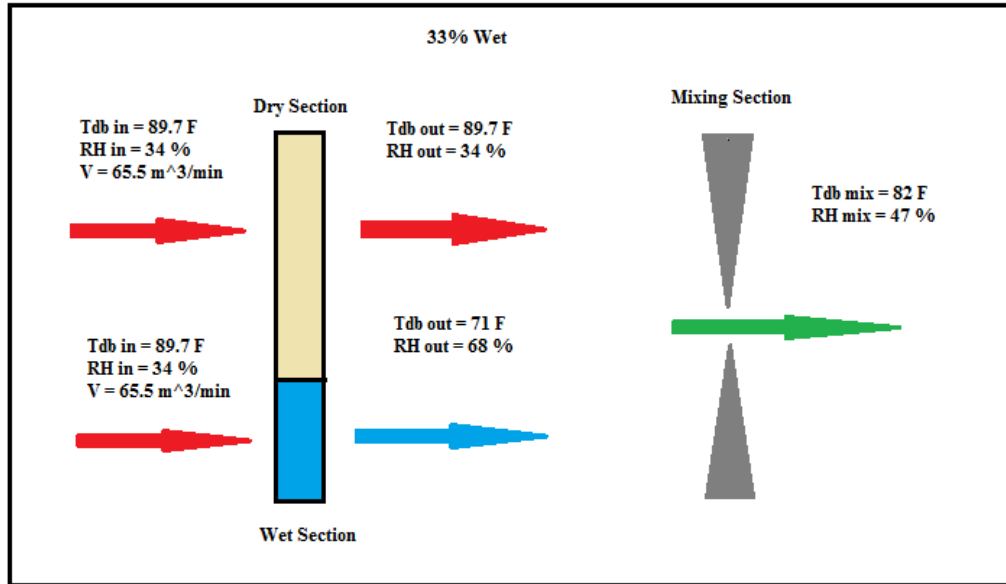 33% Wet
Dry Section
Mixing Section
Tdb in = 89.7 F
RH in = 34 %
V = 65.5 m^3/min
Tdb out = 89.7 F
RH out = 34 %
Tdb mix = 82 F
RH mix = 47 %
Tdb in = 89.7 F
RH in = 34 %
V = 65.5 m^3/min
Tdb out = 71 F
RH out = 68 %
Wet Section